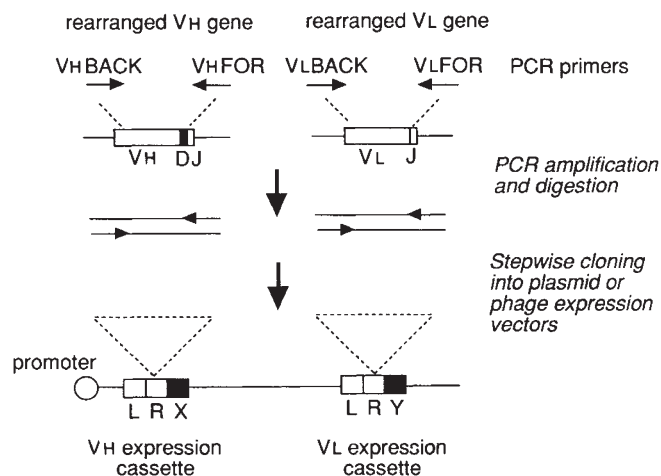 rearranged VH gene
rearranged VL gene
VHBACK
VHFOR
VLBACK
VLFOR
PCR primers
VH
DJ
VL
J
PCR amplification
and digestion
Stepwise cloning
into plasmid or
phage expression
vectors
promoter
L R X
L R Y
VH expression
cassette
VL expression
cassette